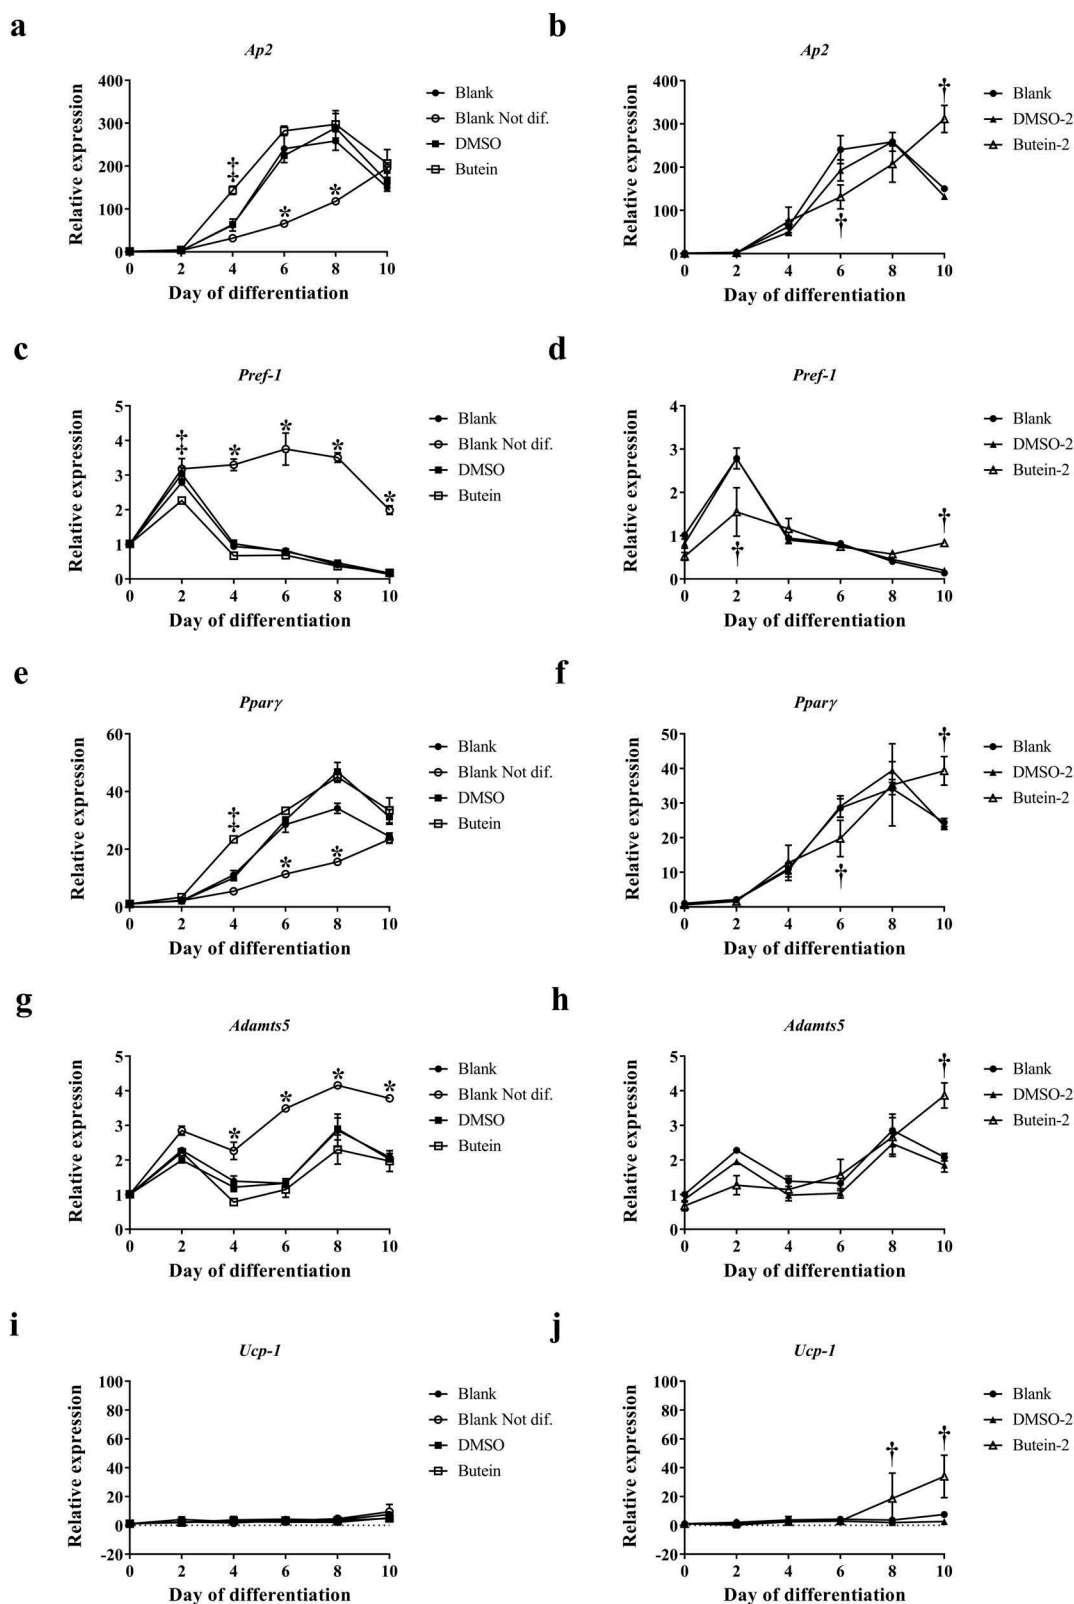 a
Ap2
Relative expression
400
300
200
100
0
‡
*
*
0 2 4 6 8 10
Day of differentiation
Blank
Blank Not dif.
DMSO
Butein
b
Ap2
Relative expression
400
300
200
100
0
†
†
0 2 4 6 8 10
Day of differentiation
Blank
DMSO-2
Butein-2
c
Pref-1
Relative expression
5
4
3
2
1
0
‡
*
*
*
*
0 2 4 6 8 10
Day of differentiation
Blank
Blank Not dif.
DMSO
Butein
d
Pref-1
Relative expression
4
3
2
1
0
†
†
0 2 4 6 8 10
Day of differentiation
Blank
DMSO-2
Butein-2
e
Pparγ
Relative expression
60
40
20
0
‡
*
*
0 2 4 6 8 10
Day of differentiation
Blank
Blank Not dif.
DMSO
Butein
f
Pparγ
Relative expression
50
40
30
20
10
0
†
†
0 2 4 6 8 10
Day of differentiation
Blank
DMSO-2
Butein-2
g
Adamts5
Relative expression
5
4
3
2
1
0
*
*
*
*
0 2 4 6 8 10
Day of differentiation
Blank
Blank Not dif.
DMSO
Butein
h
Adamts5
Relative expression
5
4
3
2
1
0
†
0 2 4 6 8 10
Day of differentiation
Blank
DMSO-2
Butein-2
i
Ucp-1
Relative expression
100
80
60
40
20
0
-20
0 2 4 6 8 10
Day of differentiation
Blank
Blank Not dif.
DMSO
Butein
j
Ucp-1
Relative expression
100
80
60
40
20
0
-20
†
†
0 2 4 6 8 10
Day of differentiation
Blank
DMSO-2
Butein-2